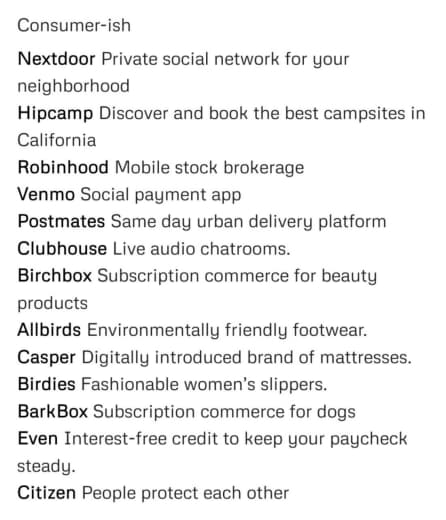 Consumer-ish
Nextdoor Private social network for your
neighborhood
Hipcamp Discover and book the best campsites in
California
Robinhood Mobile stock brokerage
Venmo Social payment app
Postmates Same day urban delivery platform
Clubhouse Live audio chatrooms.
Birchbox Subscription commerce for beauty
products
Allbirds Environmentally friendly footwear.
Casper Digitally introduced brand of mattresses.
Birdies Fashionable women's slippers.
BarkBox Subscription commerce for dogs
Even Interest-free credit to keep your paycheck
steady.
Citizen People protect each other